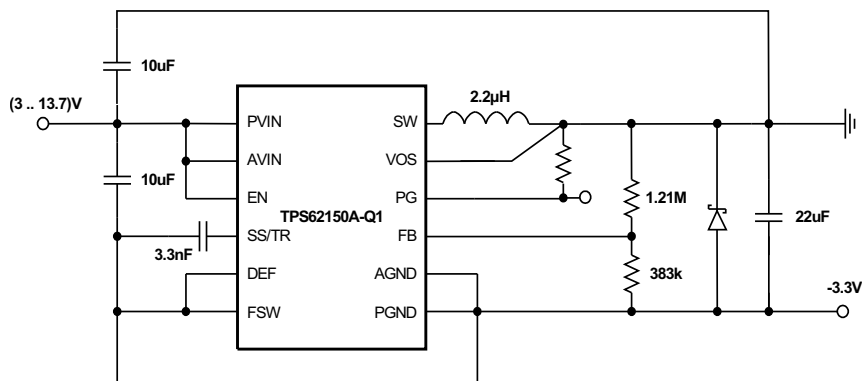 10uF
(3 .. 13.7)V
10uF
3.3nF
PVIN
AVIN
EN
SS/TR
DEF
FSW
TPS62150A-Q1
SW
VOS
PG
FB
AGND
PGND
2.2µH
1.21M
383k
22uF
-3.3V